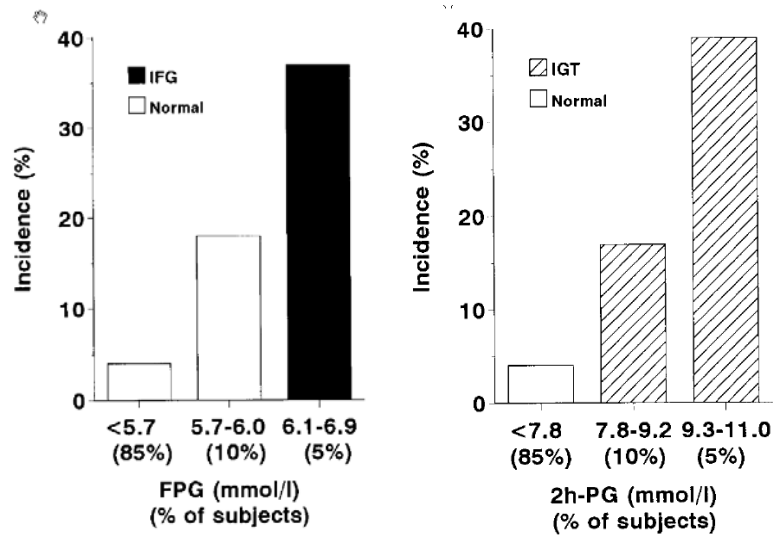 40
30
20
10
0
Incidence (%)
IFG
Normal
<5.7 5.7-6.0 6.1-6.9
(85%) (10%) (5%)
FPG (mmol/l)
(% of subjects)
40
30
20
10
0
Incidence (%)
IGT
Normal
<7.8 7.8-9.2 9.3-11.0
(85%) (10%) (5%)
2h-PG (mmol/l)
(% of subjects)